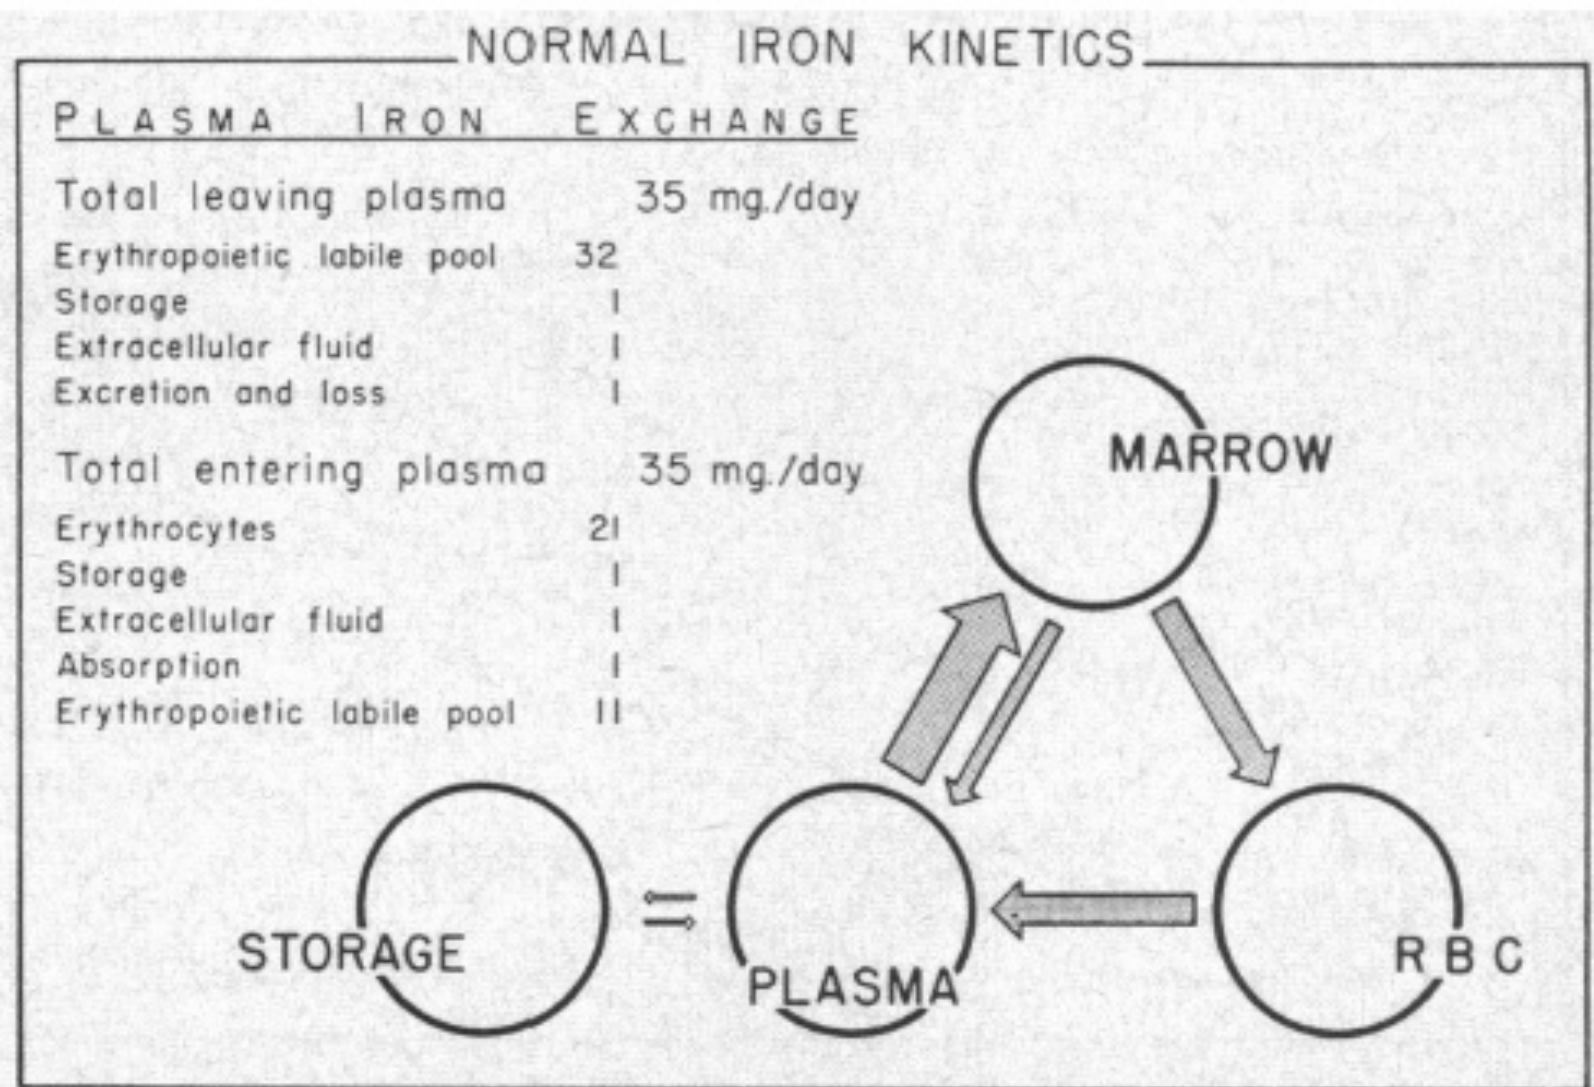 NORMAL IRON KINETICS
PLASMA IRON EXCHANGE
Total leaving plasma 35 mg./day
Erythropoietic labile pool 32
Storage 1
Extracellular fluid 1
Excretion and loss 1
Total entering plasma 35 mg./day
Erythrocytes 21
Storage 1
Extracellular fluid 1
Absorption 1
Erythropoietic labile pool 11
MARROW
STORAGE
PLASMA
RBC